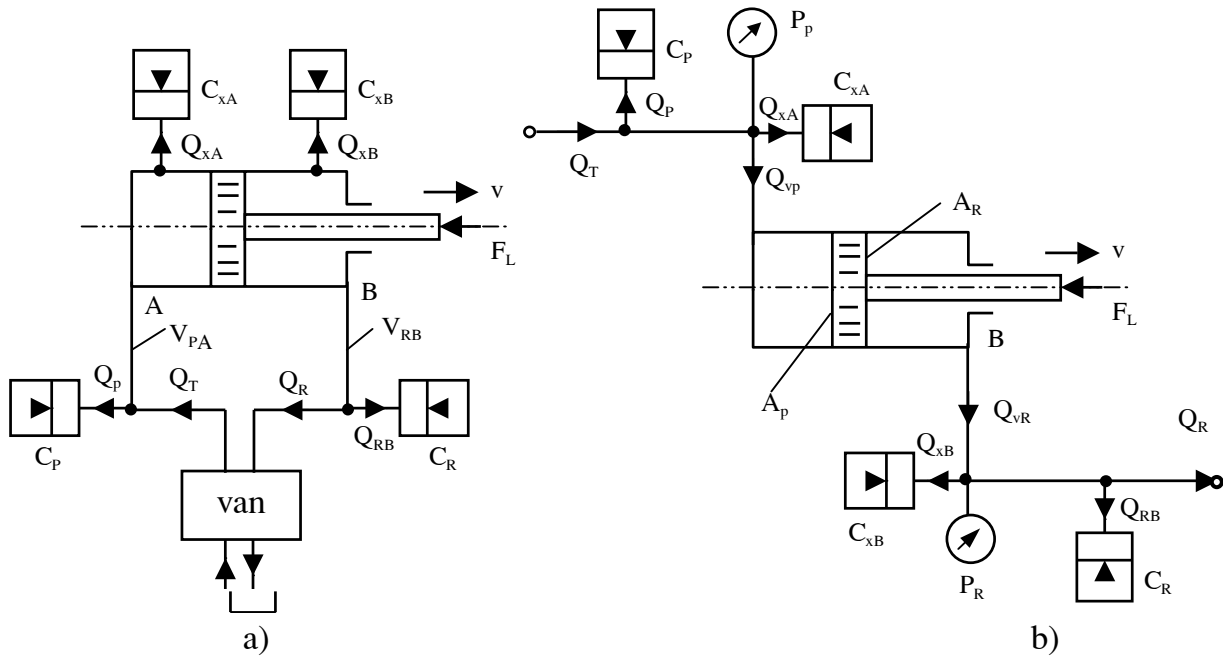 C_xA
C_xB
Q_xA
Q_xB
v
F_L
A
B
V_PA
V_RB
Q_p
Q_T
Q_R
Q_RB
C_P
C_R
van
a)
P_p
C_P
C_xA
Q_P
Q_xA
Q_T
Q_vp
A_R
v
F_L
B
A_p
Q_vR
Q_R
Q_xB
C_xB
Q_RB
P_R
C_R
b)